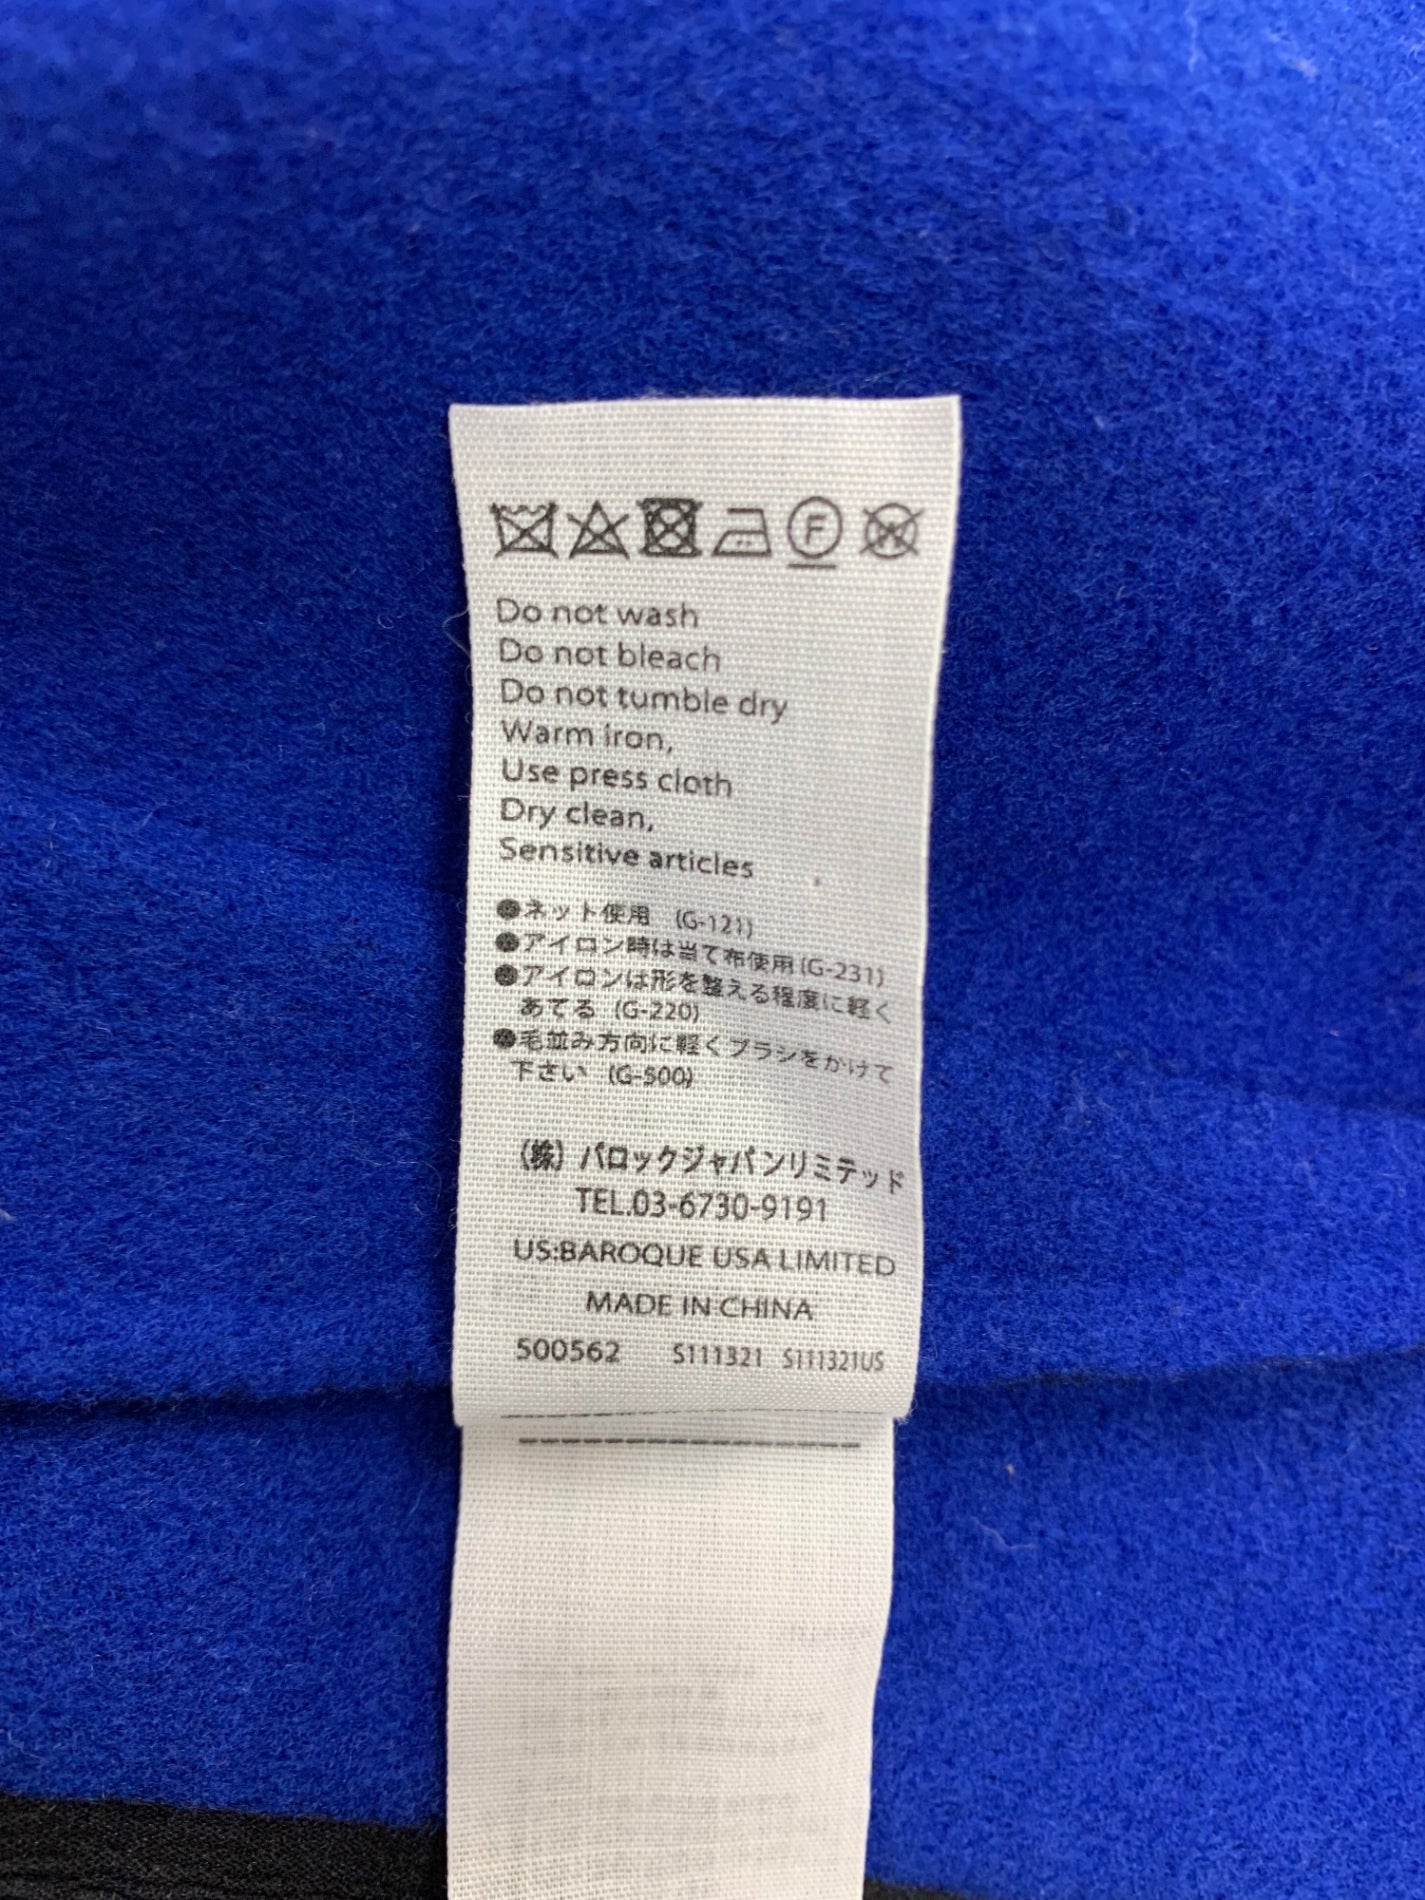 F W
Do not wash
Do not bleach
Do not tumble dry
Warm iron,
Use press cloth
Dry clean,
Sensitive articles
●ネット使用 (G-121)
●アイロン時は当て布使用(G-231)
●アイロンは形を整える程度に軽く
あてる (G-220)
●毛並み方向に軽くブラシをかけて
下さい (G-500)
(株) バロックジャパンリミテッド
TEL.03-6730-9191
US:BAROQUE USA LIMITED
MADE IN CHINA
500562 S111321 S111321US